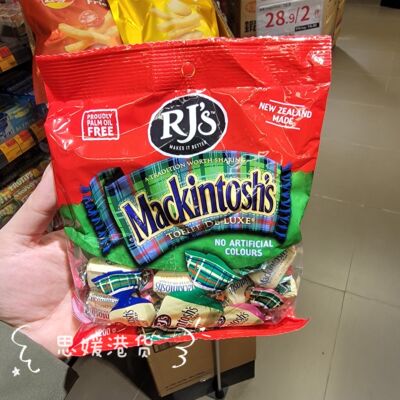 28.9/2
RJ's
MAKES IT BETTER
PROUDLY
PALM OIL
FREE
NEW ZEALAND
MADE
A TRADITION WORTH SHARING
Mackintosh's
TOFFEE DE LUXE
NO ARTIFICIAL
COLOURS
思媛港货